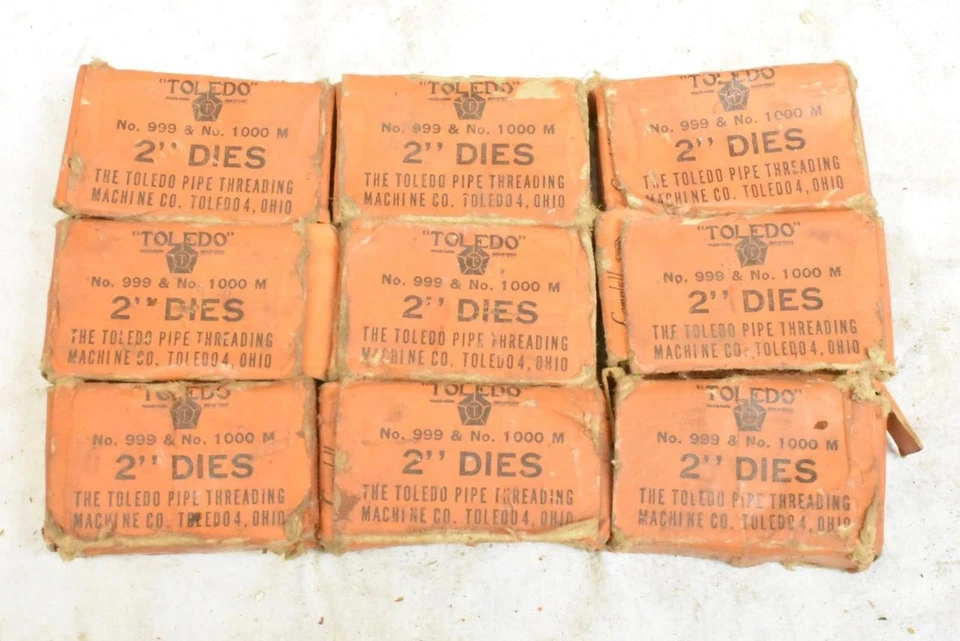 "TOLEDO"
No. 999 & No. 1000 M
2" DIES
THE TOLEDO PIPE THREADING
MACHINE CO. TOLEDO 4, OHIO
"TOLEDO"
No. 999 & No. 1000 M
2" DIES
THE TOLEDO PIPE THREADING
MACHINE CO. TOLEDO 4, OHIO
"TOLEDO"
No. 999 & No. 1000 M
2" DIES
THE TOLEDO PIPE THREADING
MACHINE CO. TOLEDO 4, OHIO
"TOLEDO"
No. 999 & No. 1000 M
2" DIES
THE TOLEDO PIPE THREADING
MACHINE CO. TOLEDO 4, OHIO
"TOLEDO"
No. 999 & No. 1000 M
2" DIES
THE TOLEDO PIPE THREADING
MACHINE CO. TOLEDO 4, OHIO
Campbell
"TOLEDO"
No. 999 & No. 1000 M
2" DIES
THE TOLEDO PIPE THREADING
MACHINE CO. TOLEDO 4, OHIO
"TOLEDO"
No. 999 & No. 1000 M
2" DIES
THE TOLEDO PIPE THREADING
MACHINE CO. TOLEDO 4, OHIO
"TOLEDO"
No. 999 & No. 1000 M
2" DIES
THE TOLEDO PIPE THREADING
MACHINE CO. TOLEDO 4, OHIO
"TOLEDO"
No. 999 & No. 1000 M
2" DIES
THE TOLEDO PIPE THREADING
MACHINE CO. TOLEDO 4, OHIO